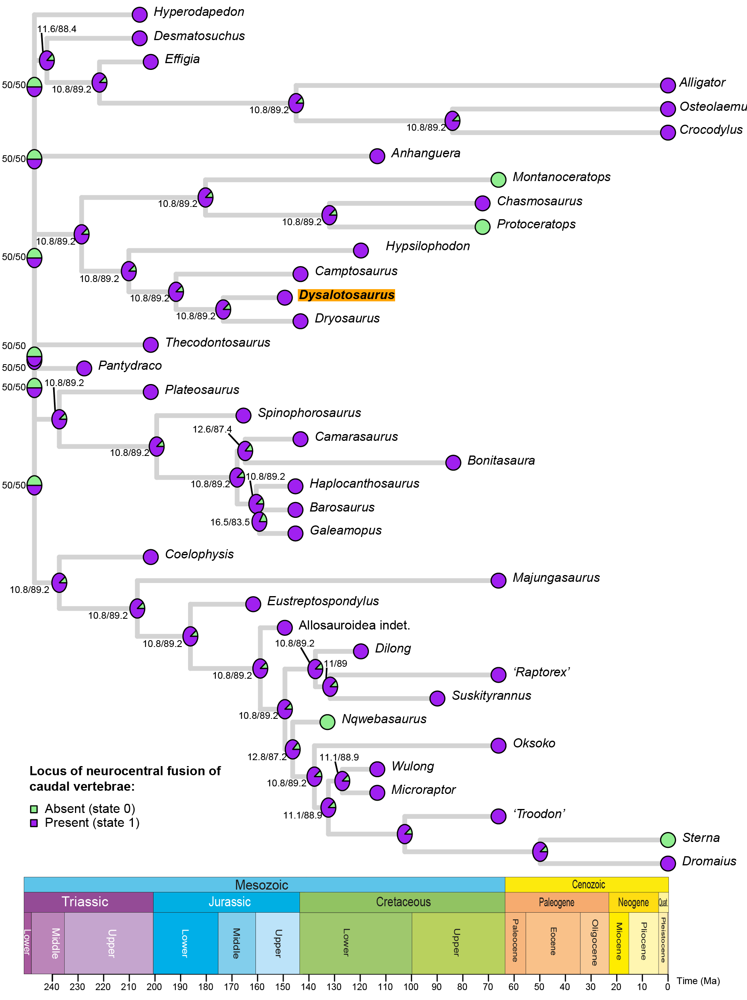 Hyperodapedon
11.6/88.4
Desmatosuchus
Effigia
50/50
10.8/89.2
Alligator
10.8/89.2
Osteolaemu
10.8/89.2
Crocodylus
50/50
Anhanguera
Montanoceratops
10.8/89.2
Chasmosaurus
10.8/89.2
Protoceratops
10.8/89.2
Hypsilophodon
50/50
Camptosaurus
10.8/89.2
10.8/89.2
Dysalotosaurus
10.8/89.2
Dryosaurus
50/50
Thecodontosaurus
50/50
Pantydraco
50/50
10.8/89.2
Plateosaurus
Spinophorosaurus
12.6/87.4
Camarasaurus
10.8/89.2
Bonitasaura
50/50
10.8/89.2
10.8/89.2
Haplocanthosaurus
Barosaurus
16.5/83.5
Galeamopus
Coelophysis
10.8/89.2
Majungasaurus
10.8/89.2
Eustreptospondylus
Allosauroidea indet.
10.8/89.2
10.8/89.2
Dilong
11/89
10.8/89.2
‘Raptorex’
Suskityrannus
10.8/89.2
Nqwebasaurus
Oksoko
12.8/87.2
11.1/88.9
Wulong
10.8/89.2
Microraptor
11.1/88.9
‘Troodon’
Sterna
Dromaius
Locus of neurocentral fusion of
caudal vertebrae:
Absent (state 0)
Present (state 1)
Mesozoic
Cenozoic
Triassic
Jurassic
Cretaceous
Paleogene
Neogene
Quat.
Lower
Middle
Upper
Lower
Middle
Upper
Lower
Upper
Paleocene
Eocene
Oligocene
Miocene
Pliocene
Pleistocene
240 230 220 210 200 190 180 170 160 150 140 130 120 110 100 90 80 70 60 50 40 30 20 10 0
Time (Ma)